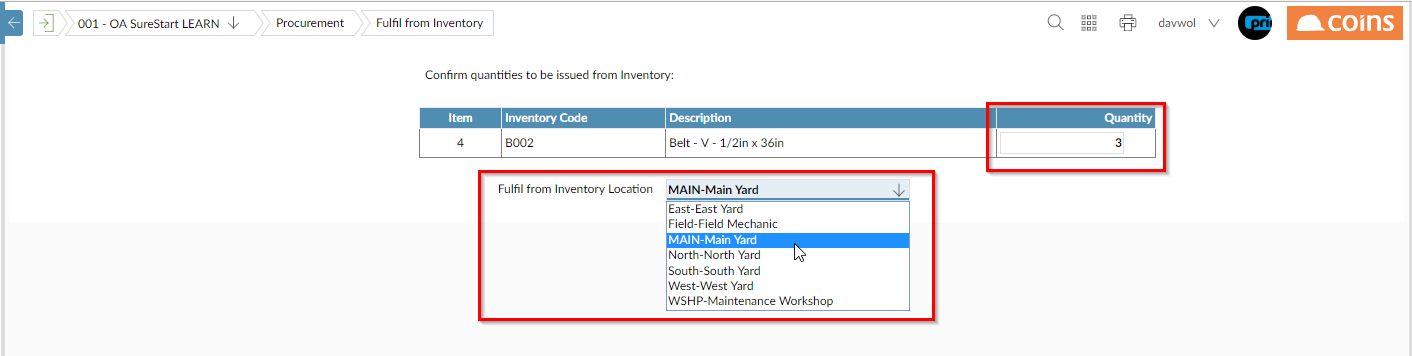 001 - OA SureStart LEARN Procurement Fulfil from Inventory davwol pri coins
Confirm quantities to be issued from Inventory:
Item Inventory Code Description Quantity
4 B002 Belt - V - 1/2in x 36in 3
Fulfil from Inventory Location MAIN-Main Yard
East-East Yard
Field-Field Mechanic
MAIN-Main Yard
North-North Yard
South-South Yard
West-West Yard
WSHP-Maintenance Workshop